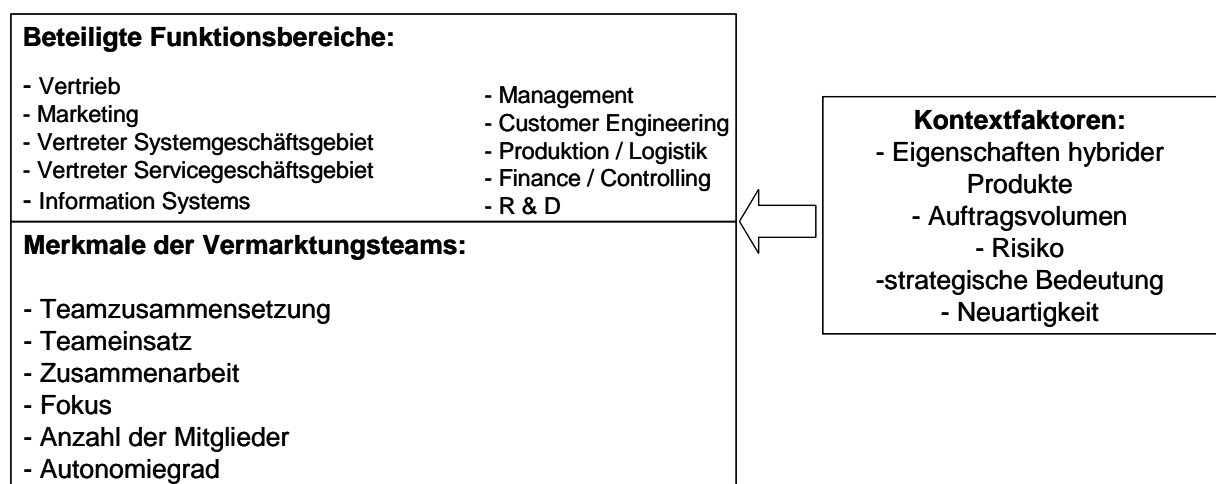 Beteiligte Funktionsbereiche:
- Vertrieb
- Marketing
- Vertreter Systemgeschäftsgebiet
- Vertreter Servicegeschäftsgebiet
- Information Systems
- Management
- Customer Engineering
- Produktion / Logistik
- Finance / Controlling
- R & D
Merkmale der Vermarktungsteams:
- Teamzusammensetzung
- Teameinsatz
- Zusammenarbeit
- Fokus
- Anzahl der Mitglieder
- Autonomiegrad
Kontextfaktoren:
- Eigenschaften hybrider
Produkte
- Auftragsvolumen
- Risiko
-strategische Bedeutung
- Neuartigkeit